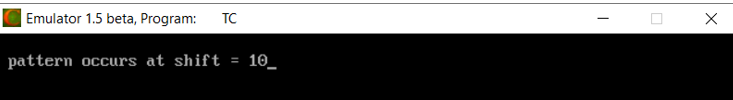 Emulator 1.5 beta, Program: TC
pattern occurs at shift = 10_